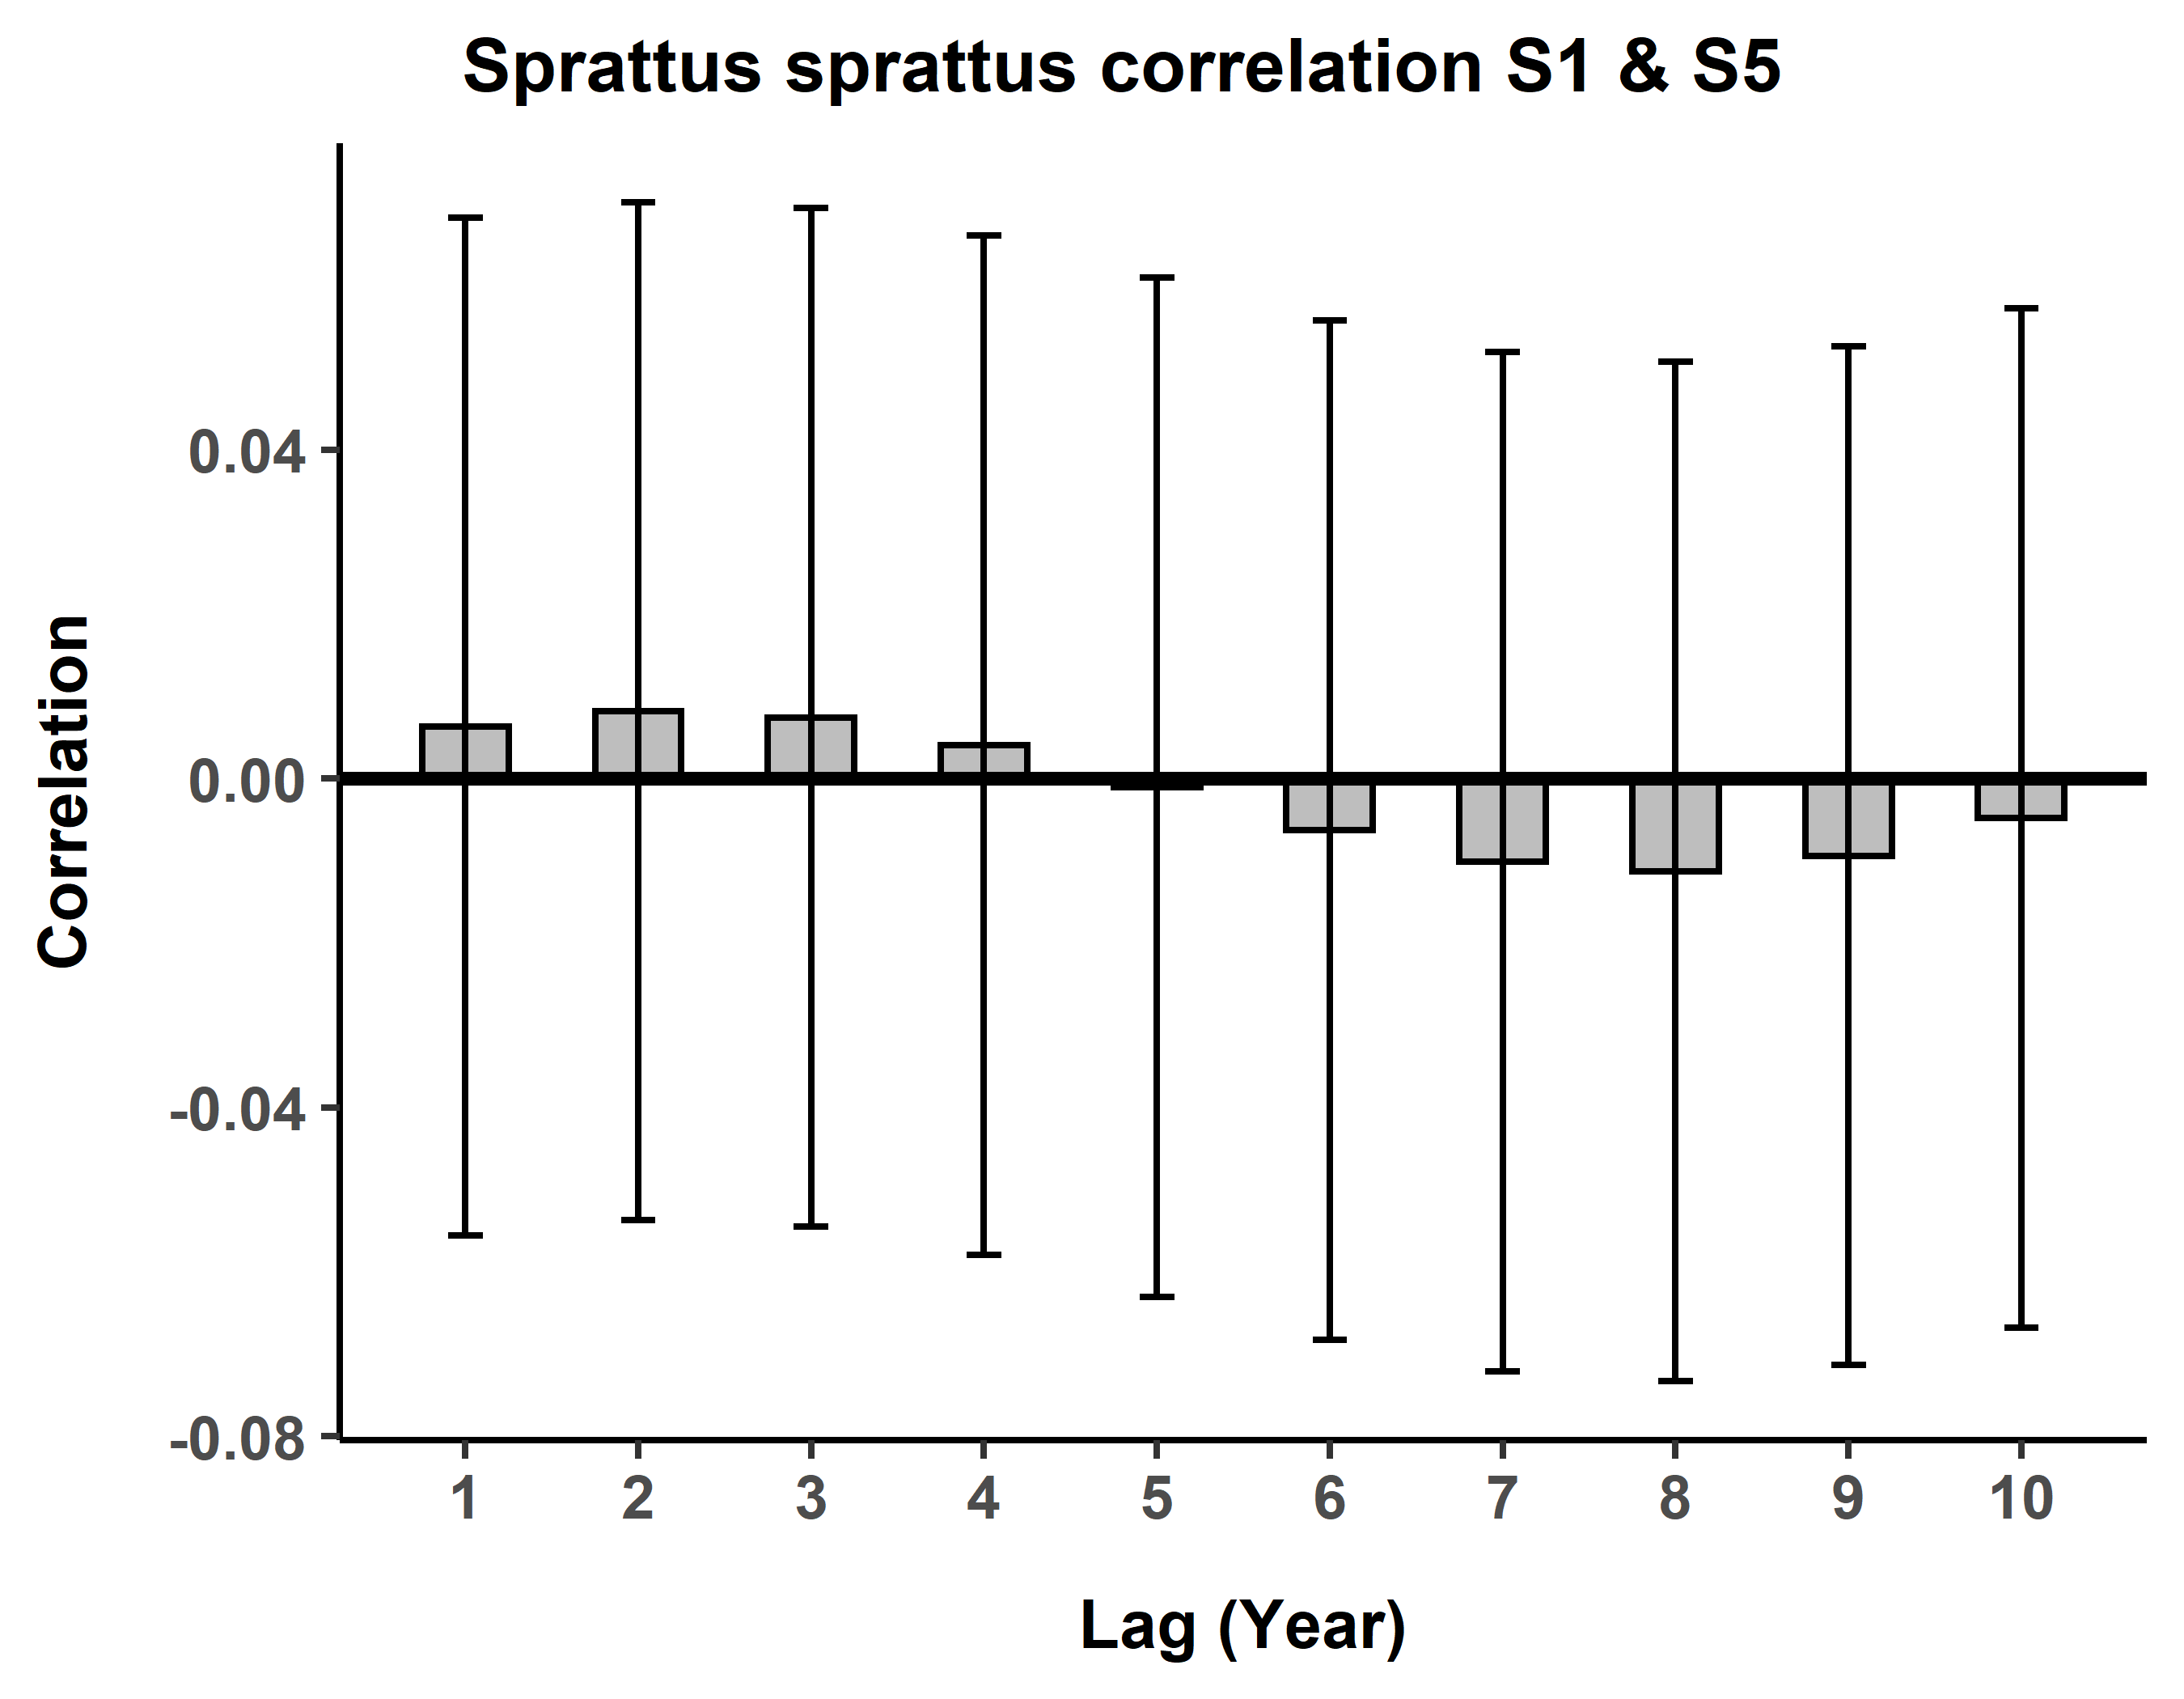 Sprattus sprattus correlation S1 & S5
Correlation
0.04
0.00
-0.04
-0.08
1 2 3 4 5 6 7 8 9 10
Lag (Year)